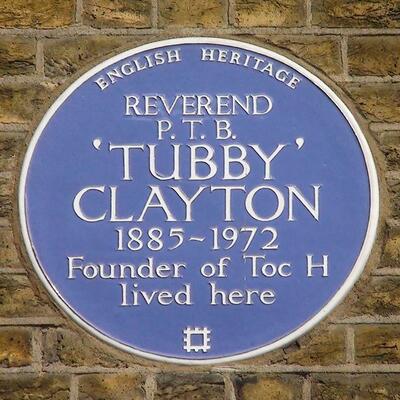 ENGLISH HERITAGE
REVEREND
P. T. B.
'TUBBY'
CLAYTON
1885~1972
Founder of Toc H
lived here